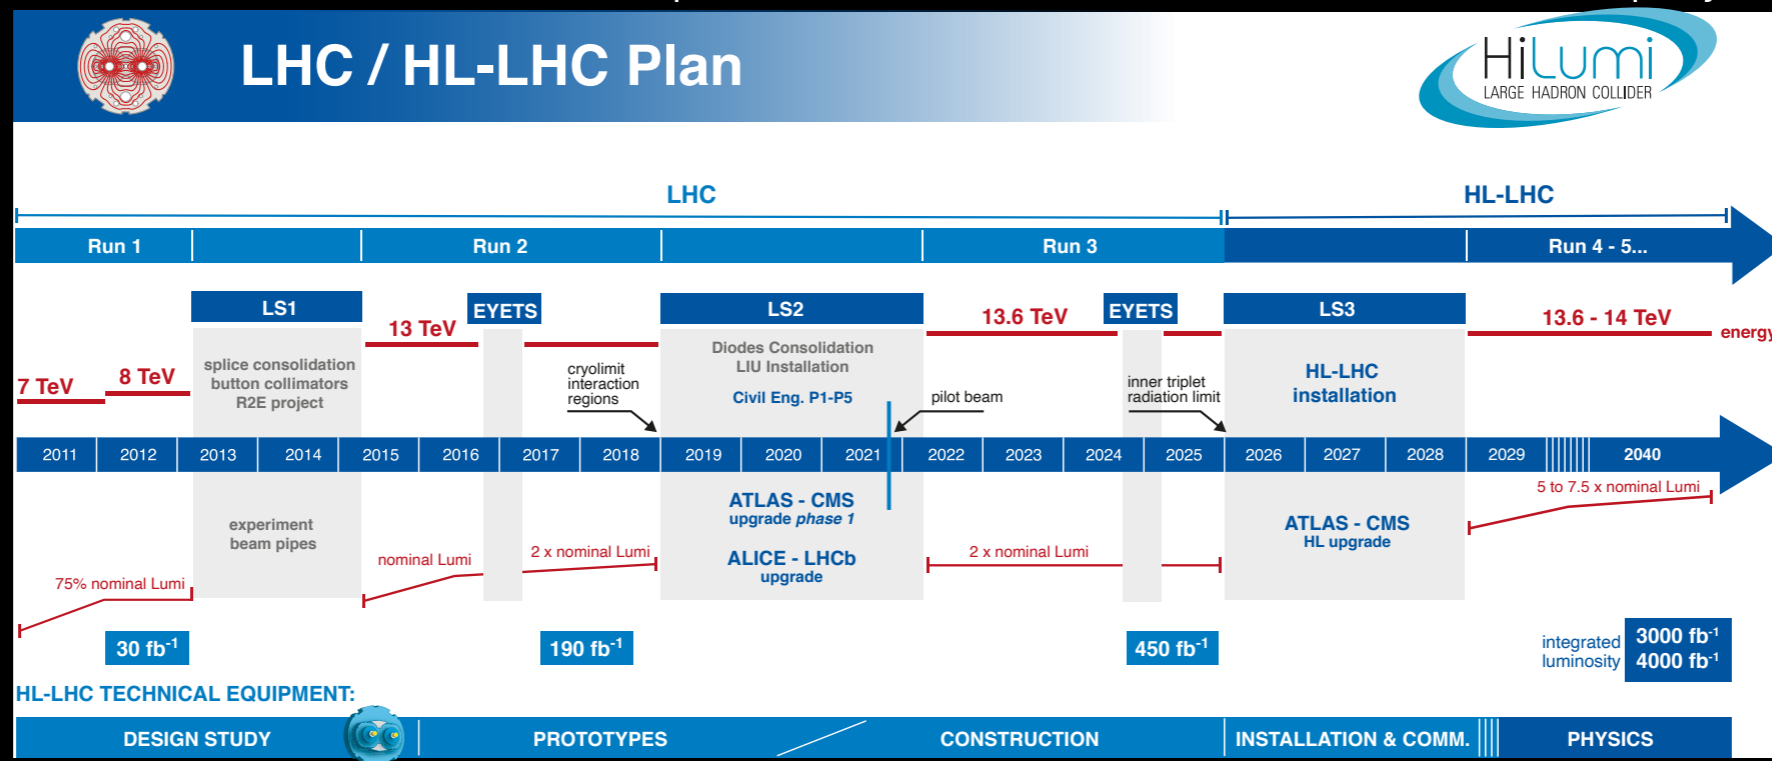 LHC / HL-LHC Plan
HiLumi
LARGE HADRON COLLIDER
LHC
HL-LHC
Run 1
Run 2
Run 3
Run 4 - 5...
LS1
EYETS
LS2
EYETS
LS3
13 TeV
13.6 TeV
13.6 - 14 TeV
energy
7 TeV
8 TeV
splice consolidation
button collimators
R2E project
cryolimit
interaction
regions
Diodes Consolidation
LIU Installation
Civil Eng. P1-P5
pilot beam
inner triplet
radiation limit
HL-LHC
installation
2011
2012
2013
2014
2015
2016
2017
2018
2019
2020
2021
2022
2023
2024
2025
2026
2027
2028
2029
2040
experiment
beam pipes
ATLAS - CMS
upgrade phase 1
ALICE - LHCb
upgrade
ATLAS - CMS
HL upgrade
5 to 7.5 x nominal Lumi
75% nominal Lumi
nominal Lumi
2 x nominal Lumi
2 x nominal Lumi
30 fb⁻¹
190 fb⁻¹
450 fb⁻¹
integrated
luminosity
3000 fb⁻¹
4000 fb⁻¹
HL-LHC TECHNICAL EQUIPMENT:
DESIGN STUDY
PROTOTYPES
CONSTRUCTION
INSTALLATION & COMM.
PHYSICS